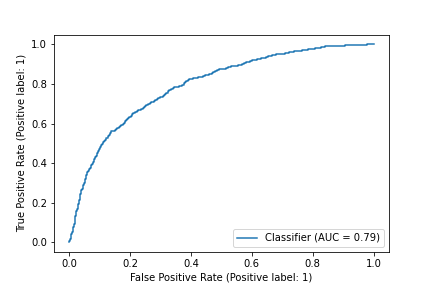 1.0
0.8
0.6
0.4
0.2
0.0
True Positive Rate (Positive label: 1)
Classifier (AUC = 0.79)
0.0 0.2 0.4 0.6 0.8 1.0
False Positive Rate (Positive label: 1)